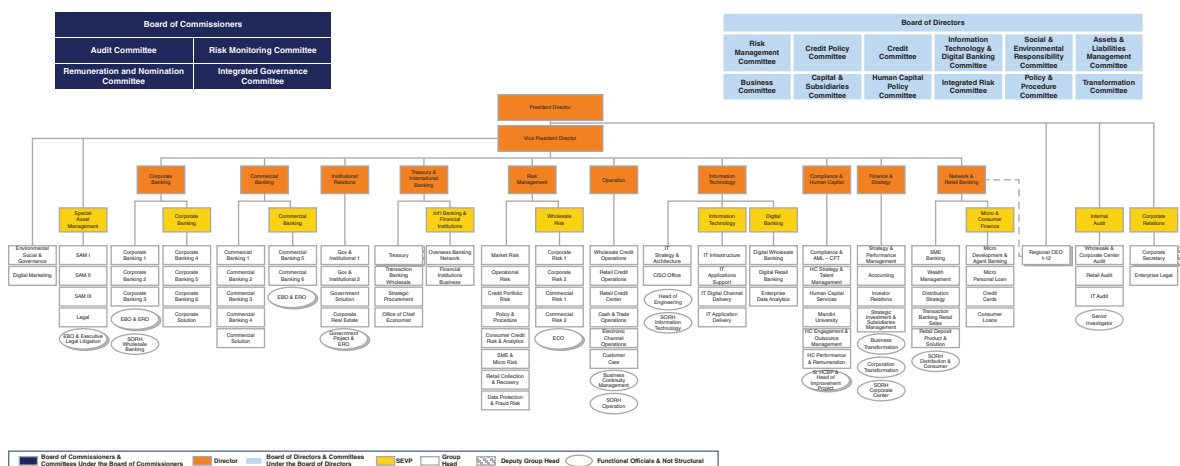 Board of Commissioners
Audit Committee
Risk Monitoring Committee
Remuneration and Nomination
Committee
Integrated Governance
Committee
Board of Directors
Risk
Management
Committee
Credit Policy
Committee
Credit
Committee
Information
Technology &
Digital Banking
Committee
Social &
Environmental
Responsibility
Committee
Assets &
Liabilities
Management
Committee
Business
Committee
Capital &
Subsidiaries
Committee
Human Capital
Policy
Committee
Integrated Risk
Committee
Policy &
Procedure
Committee
Transformation
Committee
President Director
Vice President Director
Corporate
Banking
Commercial
Banking
Institutional
Relations
Treasury &
International
Banking
Risk
Management
Operation
Information
Technology
Compliance &
Human Capital
Finance &
Strategy
Network &
Retail Banking
Special
Asset
Management
Corporate
Banking
Commercial
Banking
Int'l Banking &
Financial
Institutions
Wholesale
Risk
Information
Technology
Digital
Banking
Micro &
Consumer
Finance
Internal
Audit
Corporate
Relations
Environmental
Social &
Governance
Digital Marketing
SAM I
SAM II
SAM III
Legal
EBO & Executive
Legal Litigation
Corporate
Banking 1
Corporate
Banking 2
Corporate
Banking 3
EBO & ERO
SORH
Wholesale
Banking
Corporate
Banking 4
Corporate
Banking 5
Corporate
Banking 6
Corporate
Solution
Commercial
Banking 1
Commercial
Banking 2
Commercial
Banking 3
Commercial
Banking 4
Commercial
Solution
Commercial
Banking 5
Commercial
Banking 6
EBO & ERO
Gov &
Institutional 1
Gov &
Institutional 2
Government
Solution
Corporate
Real Estate
Government
Project &
ERO
Treasury
Transaction
Banking
Wholesale
Strategic
Procurement
Office of Chief
Economist
Overseas Banking
Network
Financial
Institutions
Business
Market Risk
Operational
Risk
Credit Portfolio
Risk
Policy &
Procedure
Consumer Credit
Risk & Analytics
SME &
Micro Risk
Retail Collection
& Recovery
Data Protection
& Fraud Risk
Corporate
Risk 1
Corporate
Risk 2
Commercial
Risk 1
Commercial
Risk 2
ECO
Wholesale Credit
Operations
Retail Credit
Operations
Retail Credit
Center
Cash & Trade
Operations
Electronic
Channel
Operations
Customer
Care
Business
Continuity
Management
SORH
Operation
IT
Strategy &
Architecture
CISO Office
Head of
Engineering
SORH
Information
Technology
IT Infrastructure
IT
Applications
Support
IT Digital Channel
Delivery
IT Application
Delivery
Digital Wholesale
Banking
Digital Retail
Banking
Enterprise
Data Analytics
Compliance &
AML – CFT
HC Strategy &
Talent
Management
Human Capital
Services
Mandiri
University
HC Engagement &
Outsource
Management
HC Performance
& Remuneration
Sr HCBP &
Head of
Improvement
Project
Strategy &
Performance
Management
Accounting
Investor
Relations
Strategic
Investment &
Subsidiaries
Management
Business
Transformation
Corporation
Transformation
SORH
Corporate
Center
SME
Banking
Wealth
Management
Distribution
Strategy
Transaction
Banking Retail
Sales
Retail Deposit
Product &
Solution
SORH
Distribution &
Consumer
Micro
Development &
Agent Banking
Micro
Personal Loan
Credit
Cards
Consumer
Loans
Regional CEO
I-12
Wholesale &
Corporate Center
Audit
Retail Audit
IT Audit
Senior
Investigator
Corporate
Secretary
Enterprise Legal
Board of Commissioners &
Committees Under the Board of Commissioners
Director
Board of Directors & Committees
Under the Board of Directors
SEVP
Group
Head
Deputy Group Head
Functional Officials & Not Structural